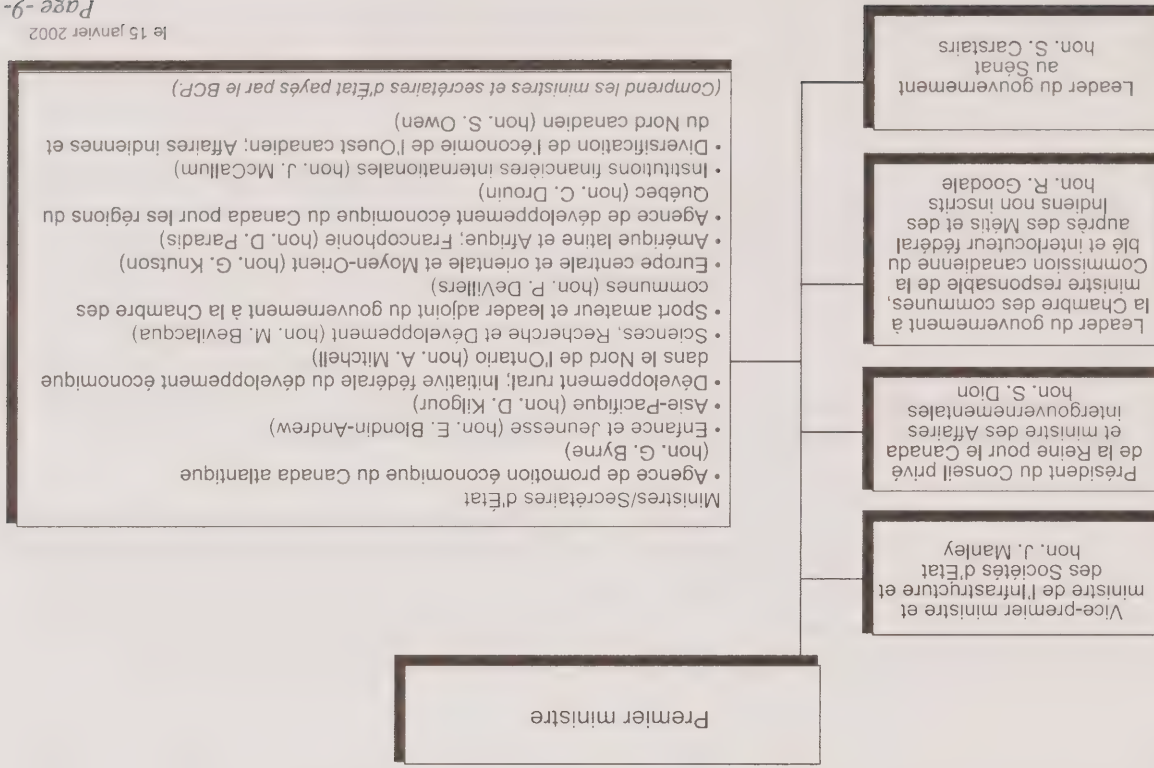 Premier ministre
Vice-premier ministre et
ministre de l'Infrastructure et
des Sociétés d'État
hon. J. Manley
Président du Conseil privé
de la Reine pour le Canada
et ministre des Affaires
intergouvernementales
hon. S. Dion
Leader du gouvernement à
la Chambre des communes,
ministre responsable de la
Commission canadienne du
blé et interlocuteur fédéral
auprès des Métis et des
Indiens non inscrits
hon. R. Goodale
Leader du gouvernement
au Sénat
hon. S. Carstairs
Ministres/Secrétaires d'État
• Agence de promotion économique du Canada atlantique
(hon. G. Byrne)
• Enfance et Jeunesse (hon. E. Blondin-Andrew)
• Asie-Pacifique (hon. D. Kilgour)
• Développement rural; Initiative fédérale du développement économique
dans le Nord de l'Ontario (hon. A. Mitchell)
• Sciences, Recherche et Développement (hon. M. Bevilacqua)
• Sport amateur et leader adjoint du gouvernement à la Chambre des
communes (hon. P. DeVillers)
• Europe centrale et orientale et Moyen-Orient (hon. G. Knutson)
• Amérique latine et Afrique; Francophonie (hon. D. Paradis)
• Agence de développement économique du Canada pour les régions du
Québec (hon. C. Drouin)
• Institutions financières internationales (hon. J. McCallum)
• Diversification de l'économie de l'Ouest canadien; Affaires indiennes et
du Nord canadien (hon. S. Owen)
(Comprend les ministres et secrétaires d'État payés par le BCP.)
le 15 janvier 2002
Page -9-